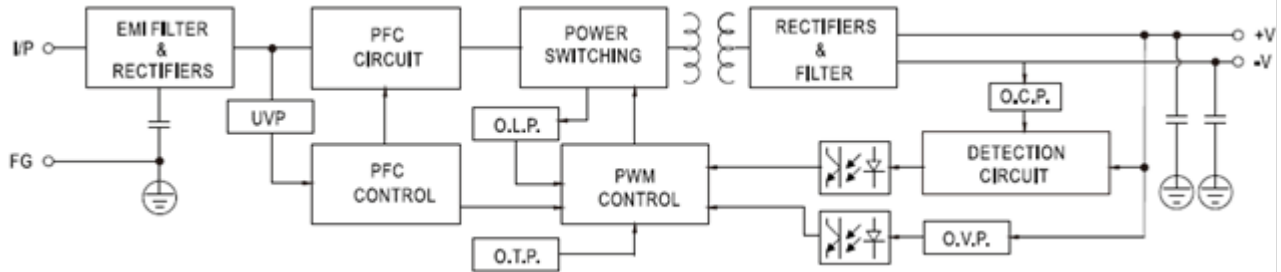 I/P
EMI FILTER
&
RECTIFIERS
PFC
CIRCUIT
POWER
SWITCHING
RECTIFIERS
&
FILTER
+V
-V
UVP
O.L.P.
O.C.P.
FG
PFC
CONTROL
PWM
CONTROL
DETECTION
CIRCUIT
O.T.P.
O.V.P.